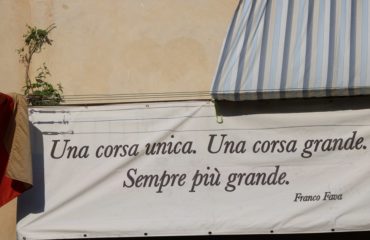 Una corsa unica. Una corsa grande.
Sempre più grande.
Franco Fava